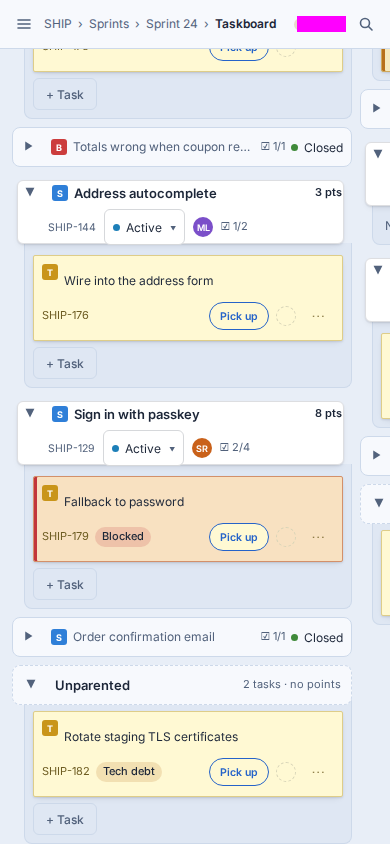 SHIP › Sprints › Sprint 24 › Taskboard
Pick up
+ Task
B Totals wrong when coupon re... ☑ 1/1 Closed
S Address autocomplete 3 pts
SHIP-144 Active ML ☑ 1/2
T Wire into the address form
SHIP-176 Pick up ...
+ Task
S Sign in with passkey 8 pts
SHIP-129 Active SR ☑ 2/4
T Fallback to password
SHIP-179 Blocked Pick up ...
+ Task
S Order confirmation email ☑ 1/1 Closed
Unparented 2 tasks · no points
T Rotate staging TLS certificates
SHIP-182 Tech debt Pick up ...
+ Task